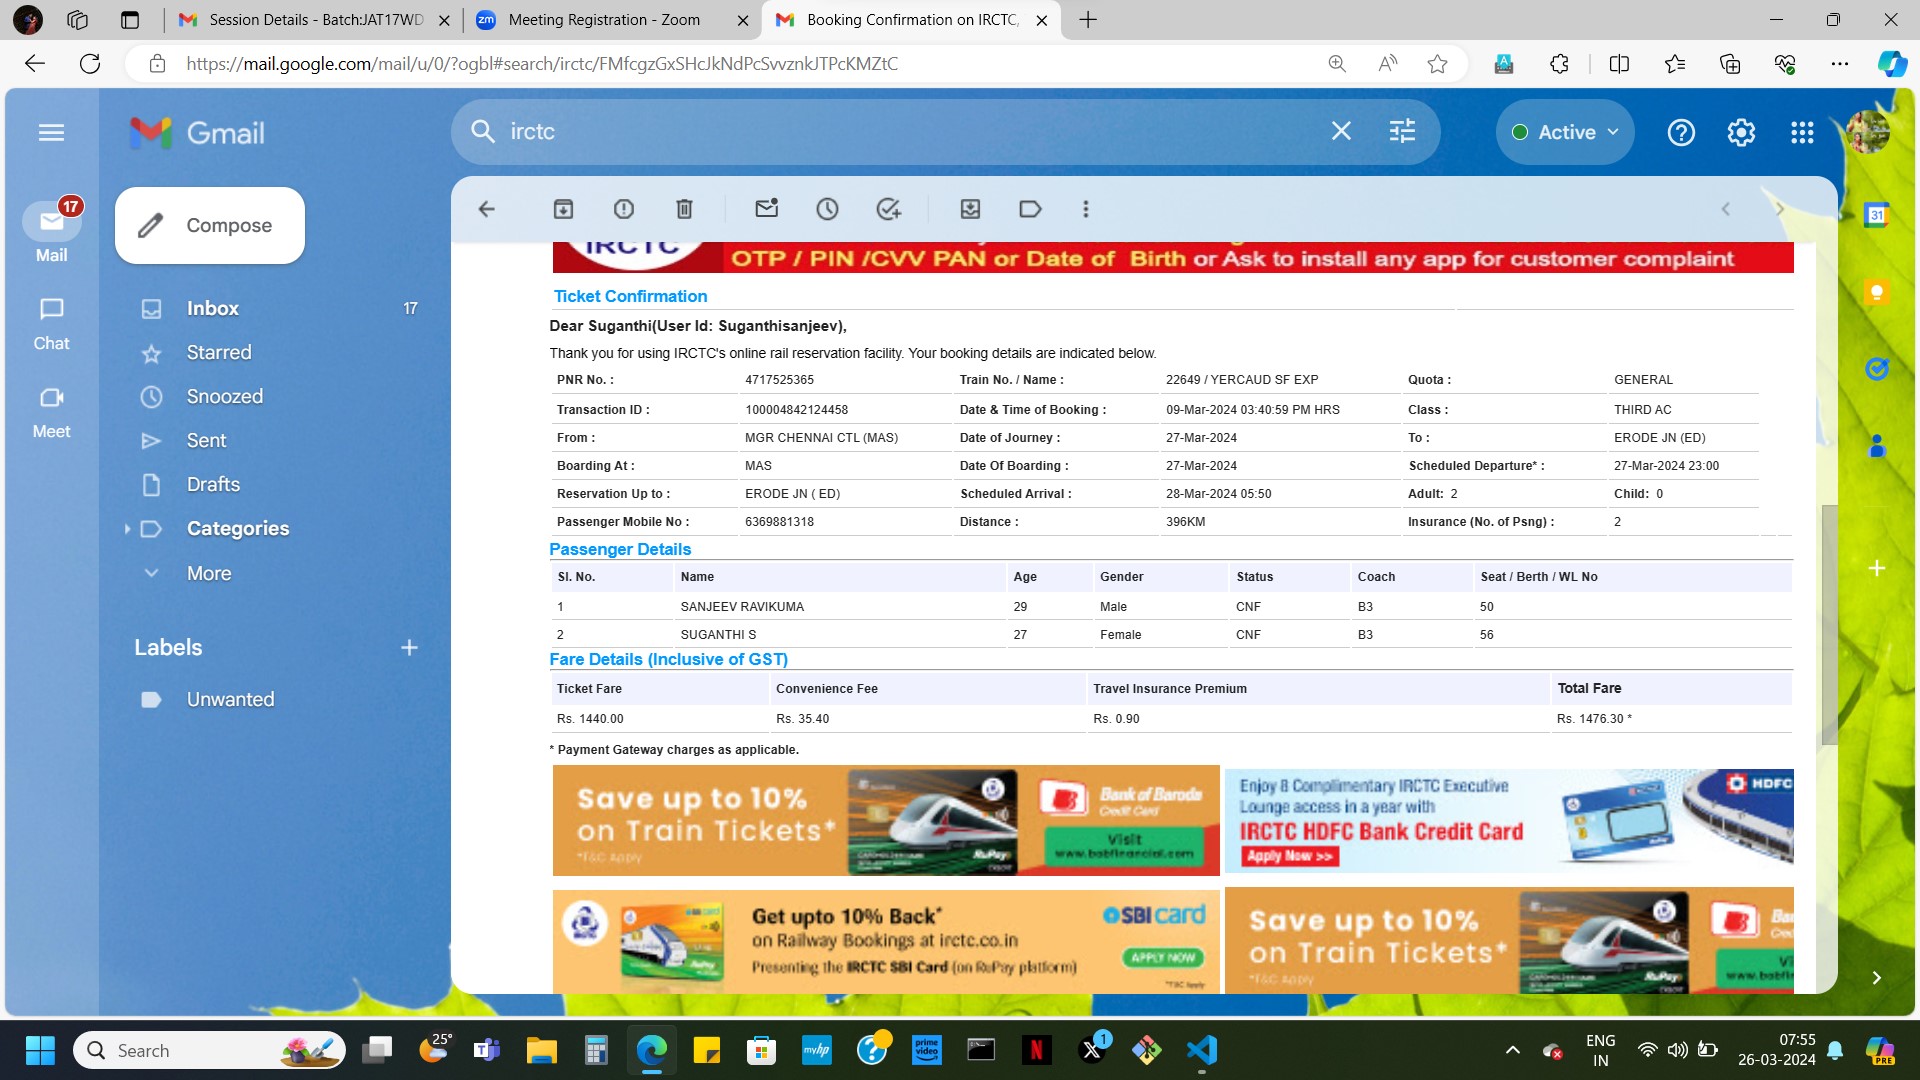 Session Details - Batch:JAT17WD
Meeting Registration - Zoom
Booking Confirmation on IRCTC,
https://mail.google.com/mail/u/0/?ogbl#search/irctc/FMfcgzGxSHcJkNdPcSvvznkJTPcKMZtC
Gmail
irctc
Active
17
Mail
Chat
Meet
Compose
Inbox 17
Starred
Snoozed
Sent
Drafts
Categories
More
Labels
Unwanted
31
IRCTC
OTP / PIN /CVV PAN or Date of Birth or Ask to install any app for customer complaint
Ticket Confirmation
Dear Suganthi(User Id: Suganthisanjeev),
Thank you for using IRCTC's online rail reservation facility. Your booking details are indicated below.
PNR No. : 4717525365 Train No. / Name : 22649 / YERCAUD SF EXP Quota : GENERAL
Transaction ID : 100004842124458 Date & Time of Booking : 09-Mar-2024 03:40:59 PM HRS Class : THIRD AC
From : MGR CHENNAI CTL (MAS) Date of Journey : 27-Mar-2024 To : ERODE JN (ED)
Boarding At : MAS Date Of Boarding : 27-Mar-2024 Scheduled Departure* : 27-Mar-2024 23:00
Reservation Up to : ERODE JN ( ED) Scheduled Arrival : 28-Mar-2024 05:50 Adult: 2 Child: 0
Passenger Mobile No : 6369881318 Distance : 396KM Insurance (No. of Psng) : 2
Passenger Details
Sl. No. Name Age Gender Status Coach Seat / Berth / WL No
1 SANJEEV RAVIKUMA 29 Male CNF B3 50
2 SUGANTHI S 27 Female CNF B3 56
Fare Details (Inclusive of GST)
Ticket Fare Convenience Fee Travel Insurance Premium Total Fare
Rs. 1440.00 Rs. 35.40 Rs. 0.90 Rs. 1476.30 *
* Payment Gateway charges as applicable.
Save up to 10%
on Train Tickets*
*T&C Apply
RuPay
Bank of Baroda
Credit Card
Visit
www.bobfinancial.com
Enjoy 8 Complimentary IRCTC Executive
Lounge access in a year with
IRCTC HDFC Bank Credit Card
Apply Now >>
HDFC
Get upto 10% Back*
on Railway Bookings at irctc.co.in
Presenting the IRCTC SBI Card (on RuPay platform)
SBI card
APPLY NOW
*T&C Apply
Save up to 10%
on Train Tickets*
*T&C Apply
RuPay
Search
25°
myhp
prime video
1
ENG
IN
07:55
26-03-2024
PRE